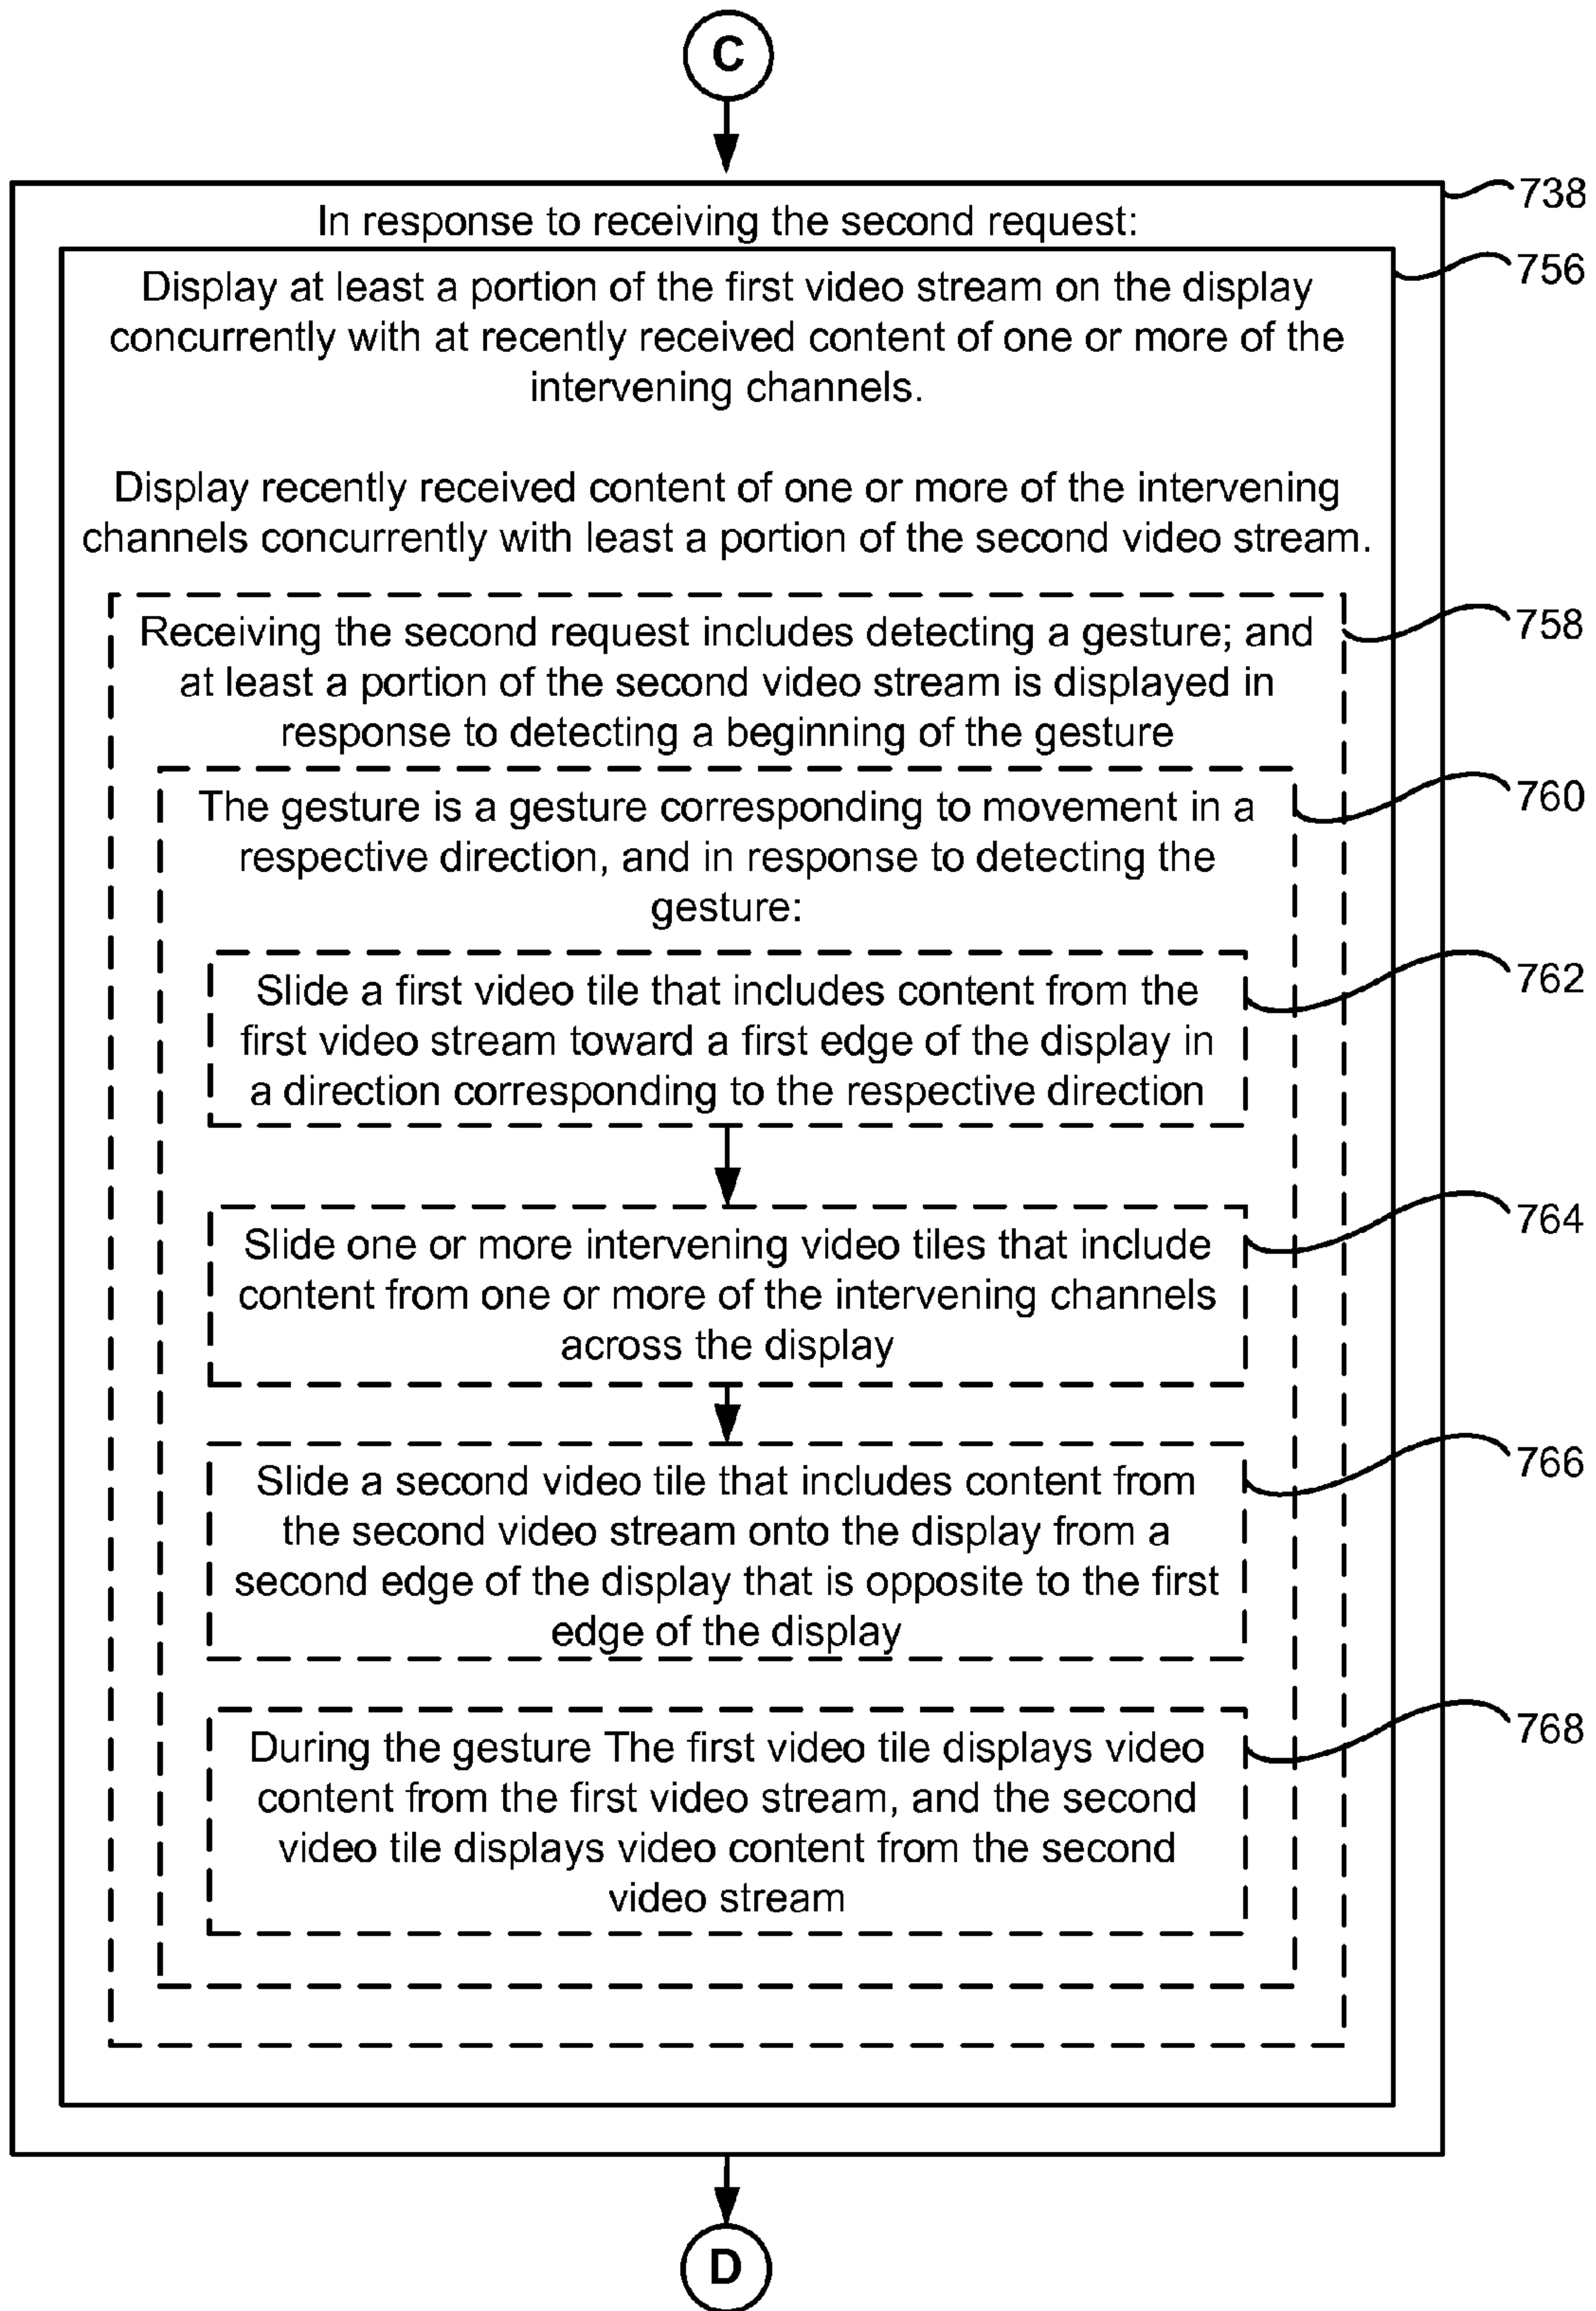 C
738
In response to receiving the second request:
756
Display at least a portion of the first video stream on the display
concurrently with at recently received content of one or more of the
intervening channels.
Display recently received content of one or more of the intervening
channels concurrently with least a portion of the second video stream.
758
Receiving the second request includes detecting a gesture; and
at least a portion of the second video stream is displayed in
response to detecting a beginning of the gesture
760
The gesture is a gesture corresponding to movement in a
respective direction, and in response to detecting the
gesture:
762
Slide a first video tile that includes content from the
first video stream toward a first edge of the display in
a direction corresponding to the respective direction
764
Slide one or more intervening video tiles that include
content from one or more of the intervening channels
across the display
766
Slide a second video tile that includes content from
the second video stream onto the display from a
second edge of the display that is opposite to the first
edge of the display
768
During the gesture The first video tile displays video
content from the first video stream, and the second
video tile displays video content from the second
video stream
D